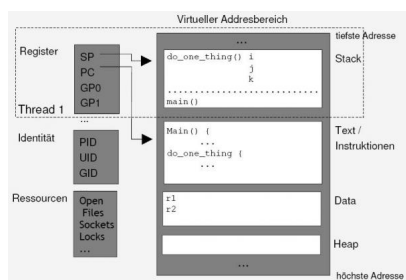 Virtueller Addresbereich
tiefste Adresse
...
Register
SP
PC
GP0
GP1
Thread 1
...
do_one_thing() i
j
k
main()
Stack
Identität
PID
UID
GID
Main() {
...
do_one_thing {
...
Text /
Instruktionen
Ressourcen
Open
Files
Sockets
Locks
...
r1
r2
Data
Heap
...
höchste Adresse